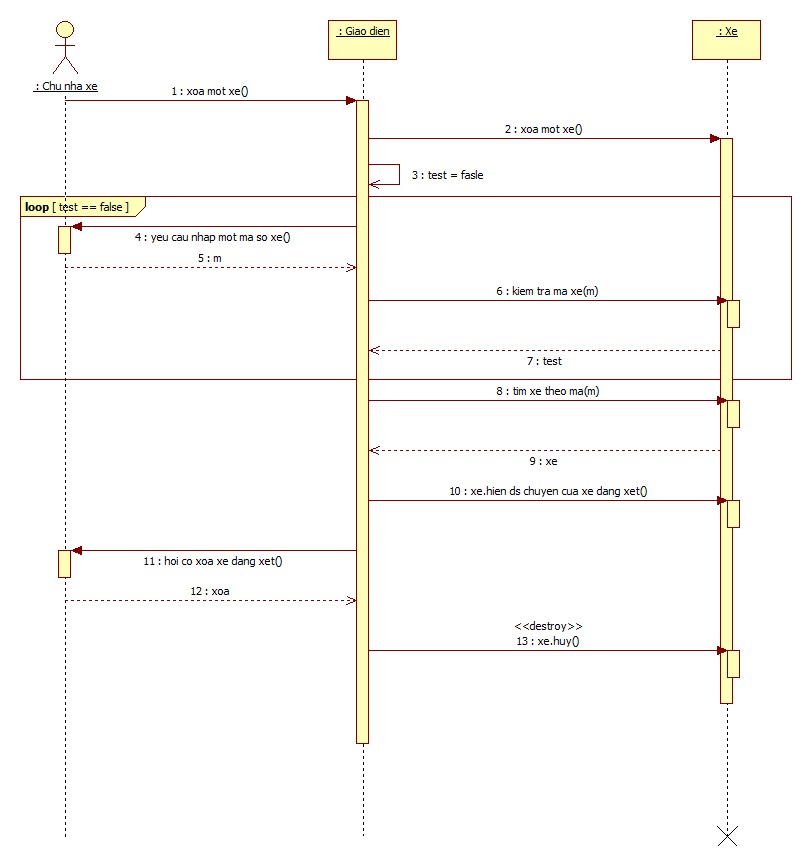 : Giao dien
: Xe
: Chu nha xe
1 : xoa mot xe()
2 : xoa mot xe()
3 : test = fasle
loop [ test == false ]
4 : yeu cau nhap mot ma so xe()
5 : m
6 : kiem tra ma xe(m)
7 : test
8 : tim xe theo ma(m)
9 : xe
10 : xe.hien ds chuyen cua xe dang xet()
11 : hoi co xoa xe dang xet()
12 : xoa
<<destroy>>
13 : xe.huy()